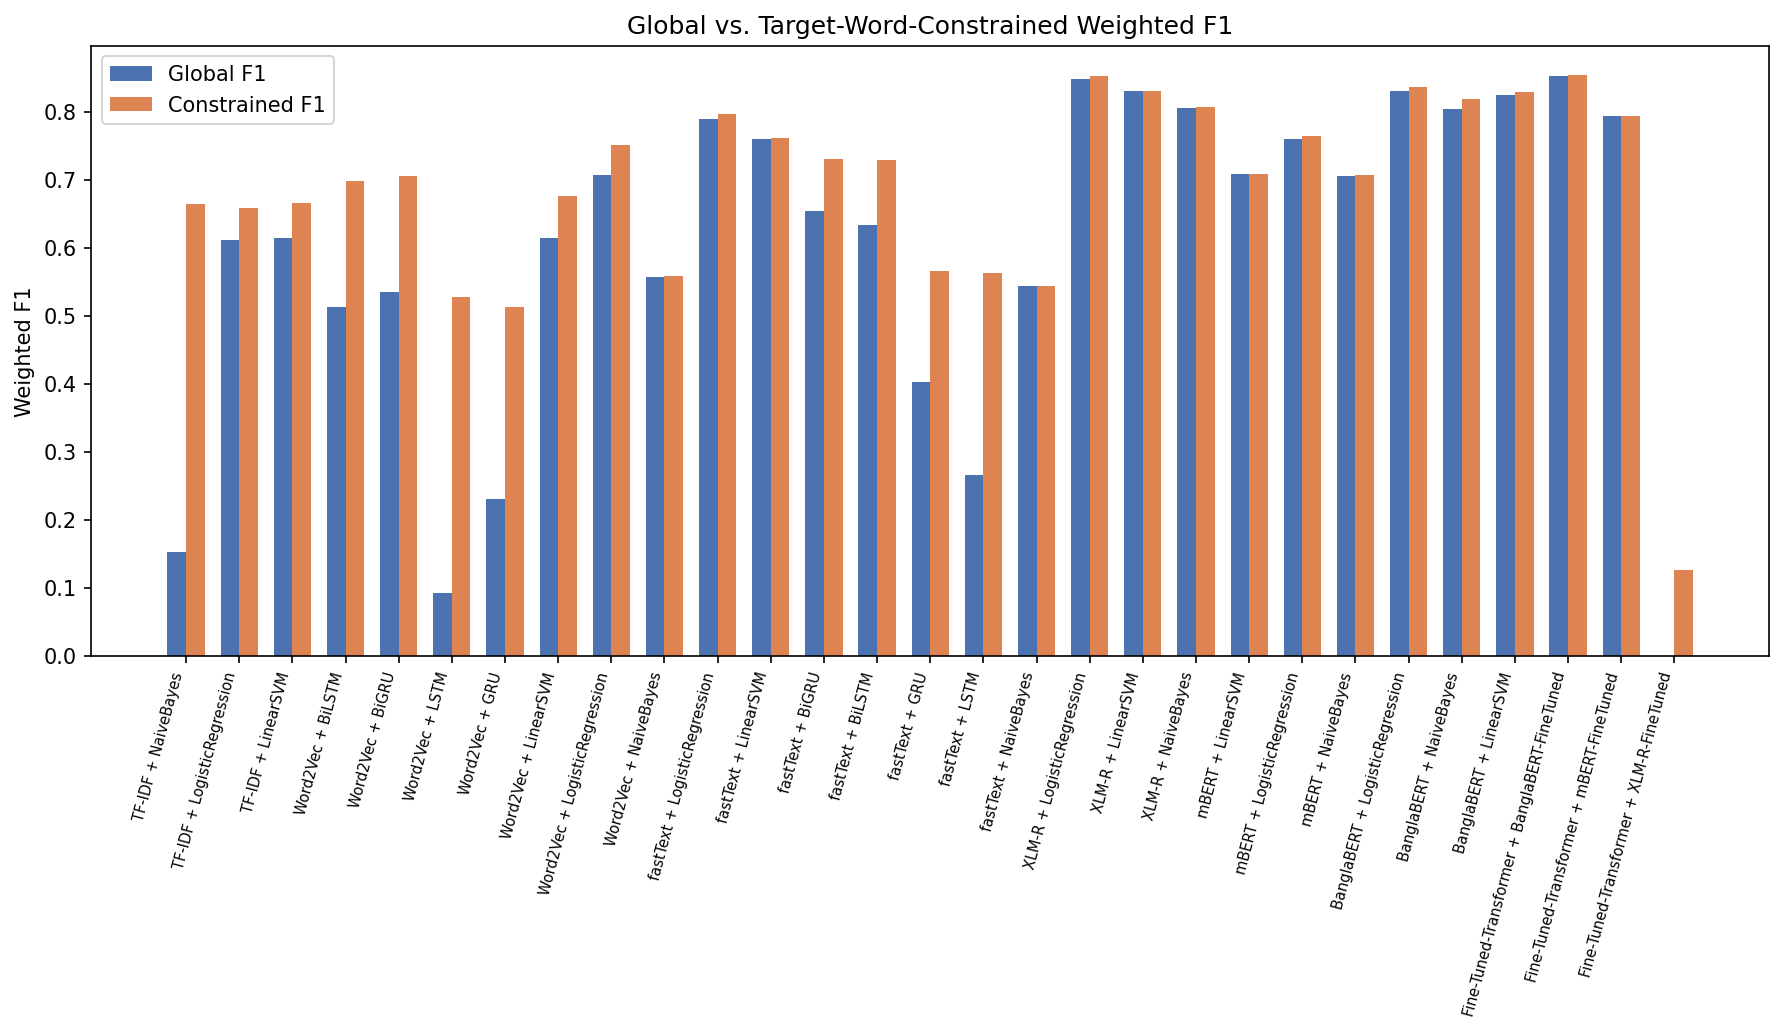 Global vs. Target-Word-Constrained Weighted F1
Global F1
Constrained F1
Weighted F1
0.8
0.7
0.6
0.5
0.4
0.3
0.2
0.1
0.0
TF-IDF + NaiveBayes
TF-IDF + LogisticRegression
TF-IDF + LinearSVM
Word2Vec + BiLSTM
Word2Vec + BiGRU
Word2Vec + LSTM
Word2Vec + GRU
Word2Vec + LinearSVM
Word2Vec + LogisticRegression
Word2Vec + NaiveBayes
fastText + LogisticRegression
fastText + LinearSVM
fastText + BiGRU
fastText + BiLSTM
fastText + GRU
fastText + LSTM
fastText + NaiveBayes
XLM-R + LogisticRegression
XLM-R + LinearSVM
XLM-R + NaiveBayes
mBERT + LinearSVM
mBERT + LogisticRegression
mBERT + NaiveBayes
BanglaBERT + LogisticRegression
BanglaBERT + NaiveBayes
BanglaBERT + LinearSVM
Fine-Tuned-Transformer + BanglaBERT-FineTuned
Fine-Tuned-Transformer + mBERT-FineTuned
Fine-Tuned-Transformer + XLM-R-FineTuned